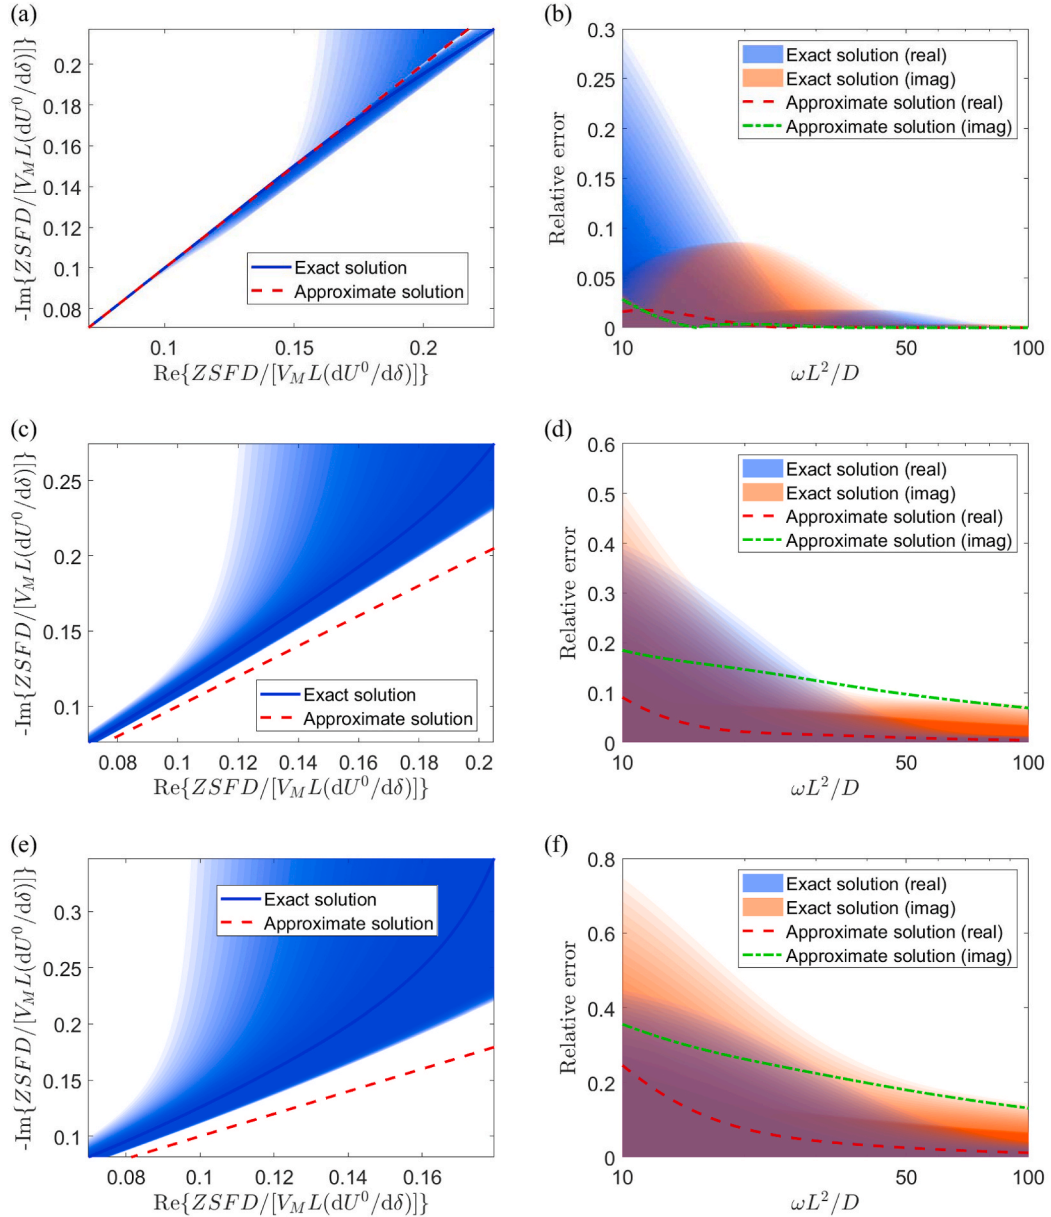 (a)
-Im{ZSFD/[V_M L(dU^0/dδ)]}
0.2
0.18
0.16
0.14
0.12
0.1
0.08
Exact solution
Approximate solution
0.1 0.15 0.2
Re{ZSFD/[V_M L(dU^0/dδ)]}
(b)
Relative error
0.3
0.25
0.2
0.15
0.1
0.05
0
Exact solution (real)
Exact solution (imag)
Approximate solution (real)
Approximate solution (imag)
10 50 100
ωL^2/D
(c)
-Im{ZSFD/[V_M L(dU^0/dδ)]}
0.25
0.2
0.15
0.1
Exact solution
Approximate solution
0.08 0.1 0.12 0.14 0.16 0.18 0.2
Re{ZSFD/[V_M L(dU^0/dδ)]}
(d)
Relative error
0.6
0.5
0.4
0.3
0.2
0.1
0
Exact solution (real)
Exact solution (imag)
Approximate solution (real)
Approximate solution (imag)
10 50 100
ωL^2/D
(e)
-Im{ZSFD/[V_M L(dU^0/dδ)]}
0.3
0.25
0.2
0.15
0.1
Exact solution
Approximate solution
0.08 0.1 0.12 0.14 0.16
Re{ZSFD/[V_M L(dU^0/dδ)]}
(f)
Relative error
0.8
0.6
0.4
0.2
0
Exact solution (real)
Exact solution (imag)
Approximate solution (real)
Approximate solution (imag)
10 50 100
ωL^2/D